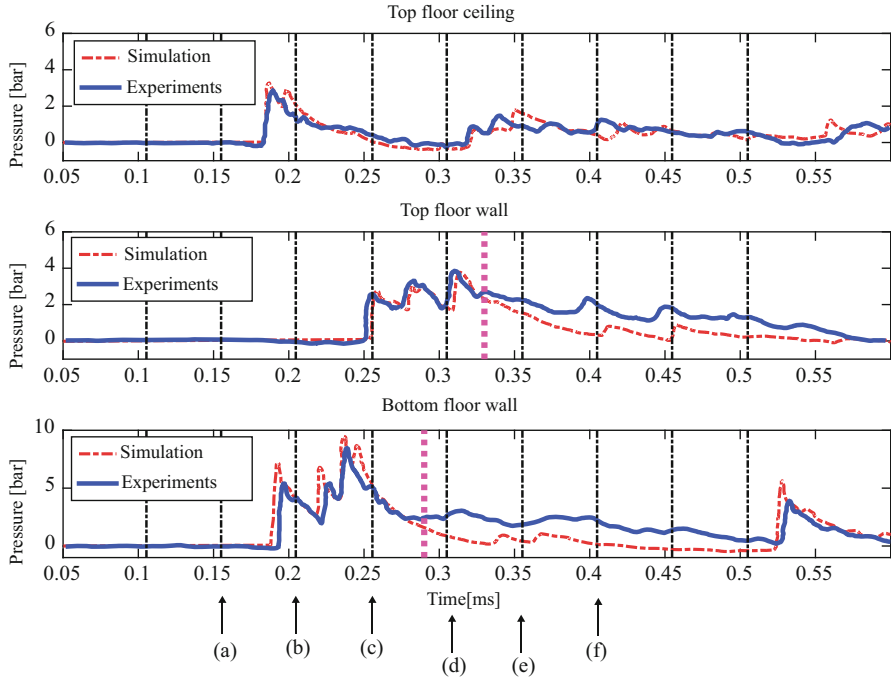 Top floor ceiling
6
4
2
0
Pressure [bar]
Simulation
Experiments
0.05 0.1 0.15 0.2 0.25 0.3 0.35 0.4 0.45 0.5 0.55
Top floor wall
6
4
2
0
Pressure [bar]
Simulation
Experiments
0.05 0.1 0.15 0.2 0.25 0.3 0.35 0.4 0.45 0.5 0.55
Bottom floor wall
10
5
0
Pressure [bar]
Simulation
Experiments
0.05 0.1 0.15 0.2 0.25 0.3 0.35 0.4 0.45 0.5 0.55
Time[ms]
(a) (b) (c) (d) (e) (f)